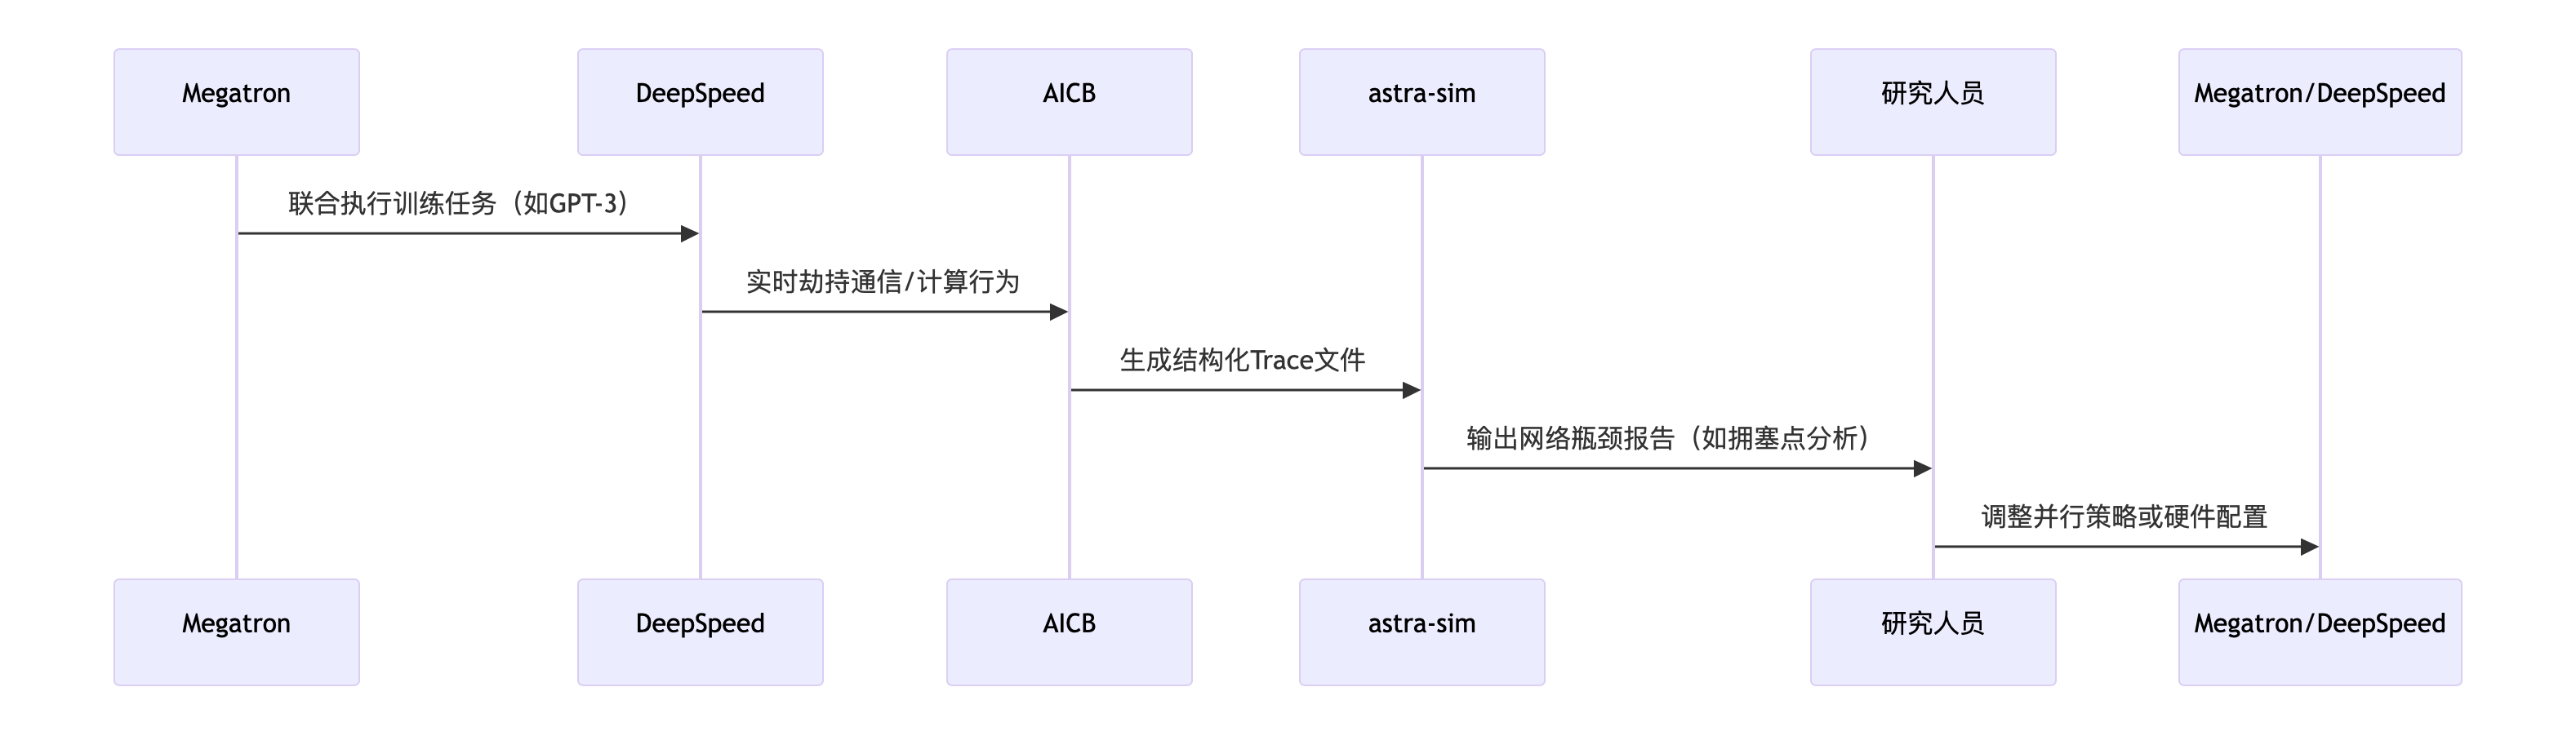 Megatron
DeepSpeed
AICB
astra-sim
研究人员
Megatron/DeepSpeed
联合执行训练任务（如GPT-3）
实时劫持通信/计算行为
生成结构化Trace文件
输出网络瓶颈报告（如拥塞点分析）
调整并行策略或硬件配置
Megatron
DeepSpeed
AICB
astra-sim
研究人员
Megatron/DeepSpeed